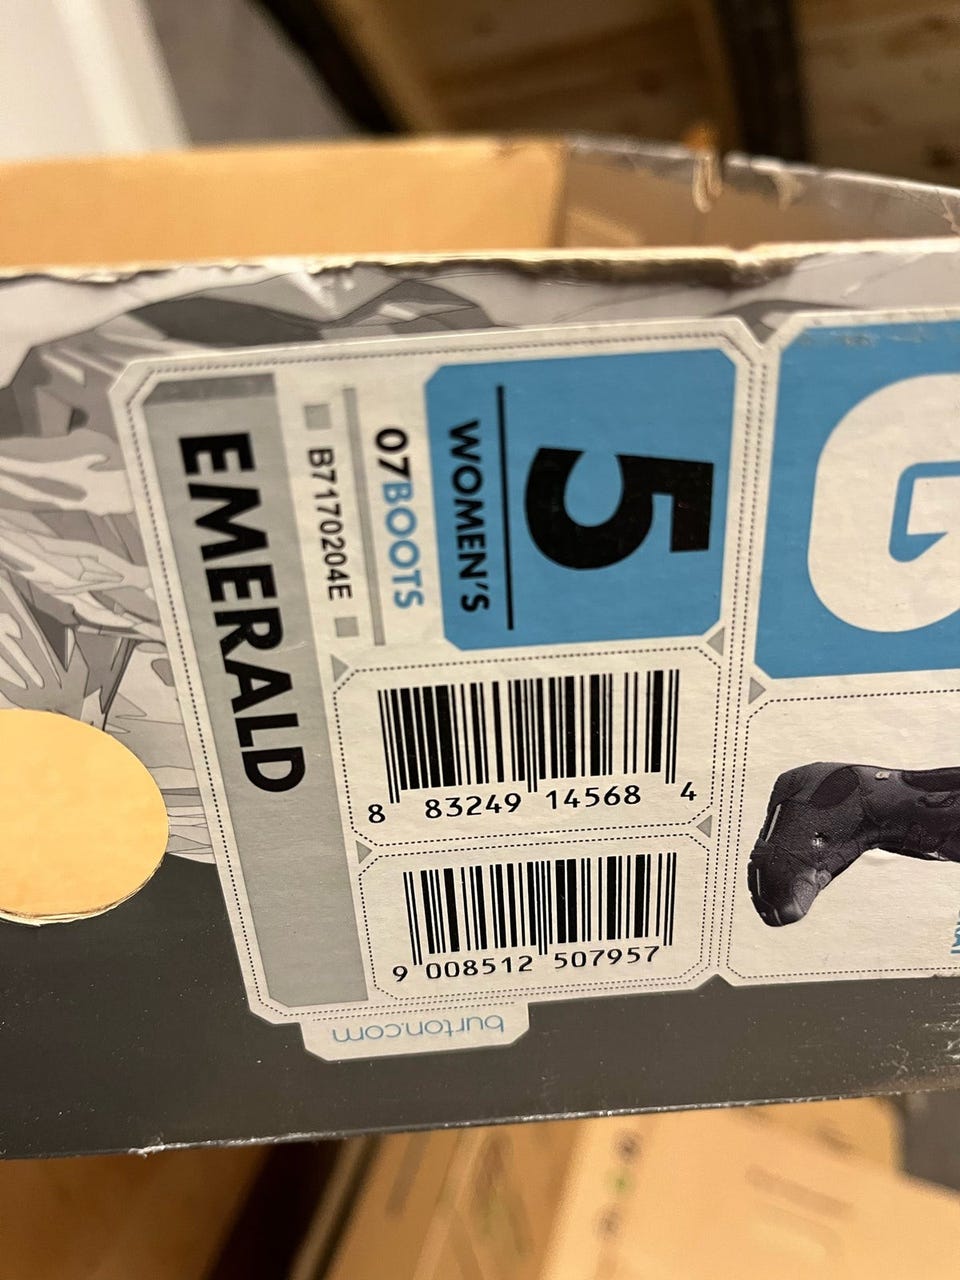 5
WOMEN'S
07BOOTS
B7170204E
EMERALD
8 83249 14568 4
9 008512 507957
burton.com
G